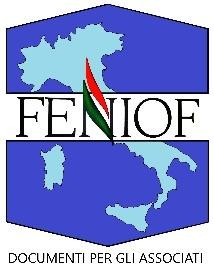 FENIOF
DOCUMENTI PER GLI ASSOCIATI